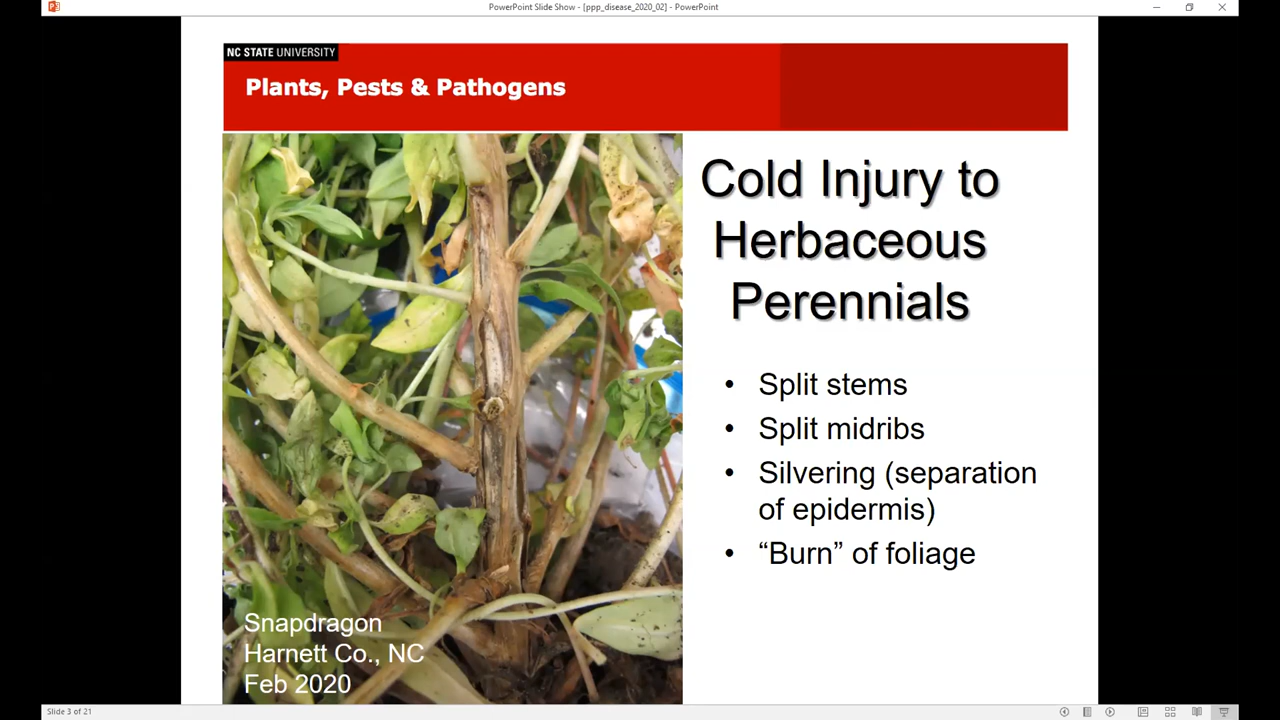 PowerPoint Slide Show - [ppp_disease_2020_02] - PowerPoint
NC STATE UNIVERSITY
Plants, Pests & Pathogens
Cold Injury to
Herbaceous
Perennials
• Split stems
• Split midribs
• Silvering (separation
of epidermis)
• “Burn” of foliage
Snapdragon
Harnett Co., NC
Feb 2020
Slide 3 of 21